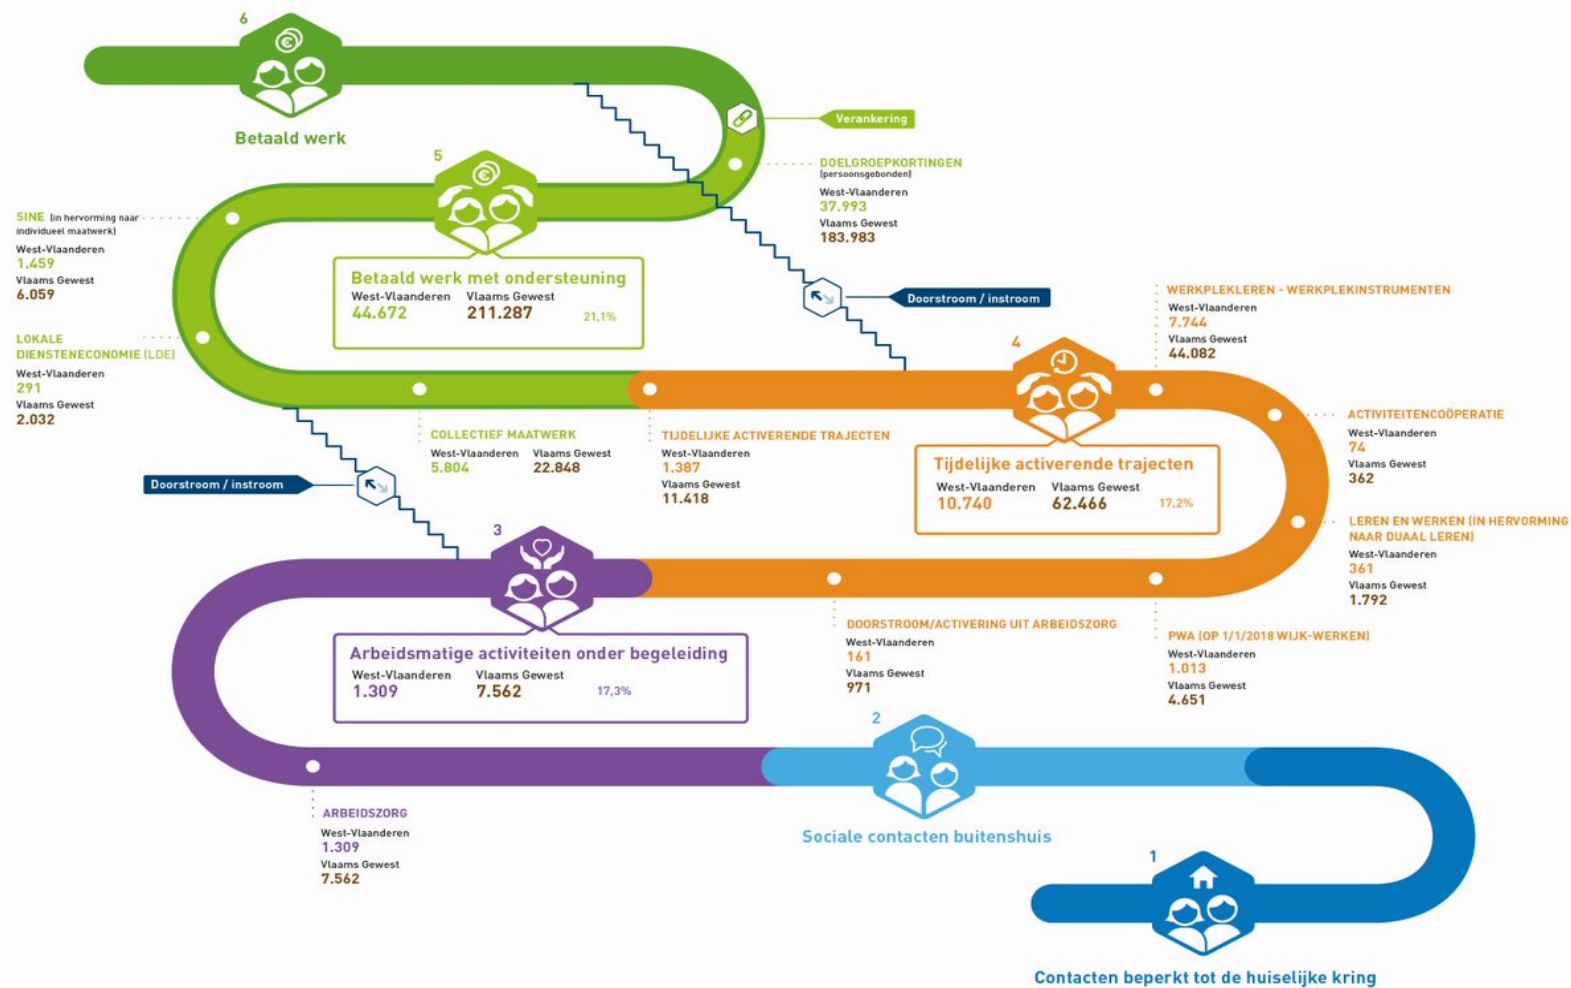 6
Betaald werk
Verankering
5
DOELGROEPKORTINGEN
(persoonsgebonden)
West-Vlaanderen
37.993
Vlaams Gewest
183.983
SINE (in hervorming naar
individueel maatwerk)
West-Vlaanderen
1.459
Vlaams Gewest
6.059
Betaald werk met ondersteuning
West-Vlaanderen Vlaams Gewest
44.672 211.287 21,1%
Doorstroom / instroom
LOKALE
DIENSTENECONOMIE (LDE)
West-Vlaanderen
291
Vlaams Gewest
2.032
WERKPLEKLEREN - WERKPLEKINSTRUMENTEN
West-Vlaanderen
7.744
Vlaams Gewest
44.082
4
COLLECTIEF MAATWERK
West-Vlaanderen Vlaams Gewest
5.804 22.848
TIJDELIJKE ACTIVERENDE TRAJECTEN
West-Vlaanderen
1.387
Vlaams Gewest
11.418
Tijdelijke activerende trajecten
West-Vlaanderen Vlaams Gewest
10.740 62.466 17,2%
ACTIVITEITENCOÖPERATIE
West-Vlaanderen
74
Vlaams Gewest
362
Doorstroom / instroom
LEREN EN WERKEN (IN HERVORMING
NAAR DUAAL LEREN)
West-Vlaanderen
361
Vlaams Gewest
1.792
3
Arbeidsmatige activiteiten onder begeleiding
West-Vlaanderen Vlaams Gewest
1.309 7.562 17,3%
DOORSTROOM/ACTIVERING UIT ARBEIDSZORG
West-Vlaanderen
161
Vlaams Gewest
971
PWA (OP 1/1/2018 WIJK-WERKEN)
West-Vlaanderen
1.013
Vlaams Gewest
4.651
2
Sociale contacten buitenshuis
ARBEIDSZORG
West-Vlaanderen
1.309
Vlaams Gewest
7.562
1
Contacten beperkt tot de huiselijke kring